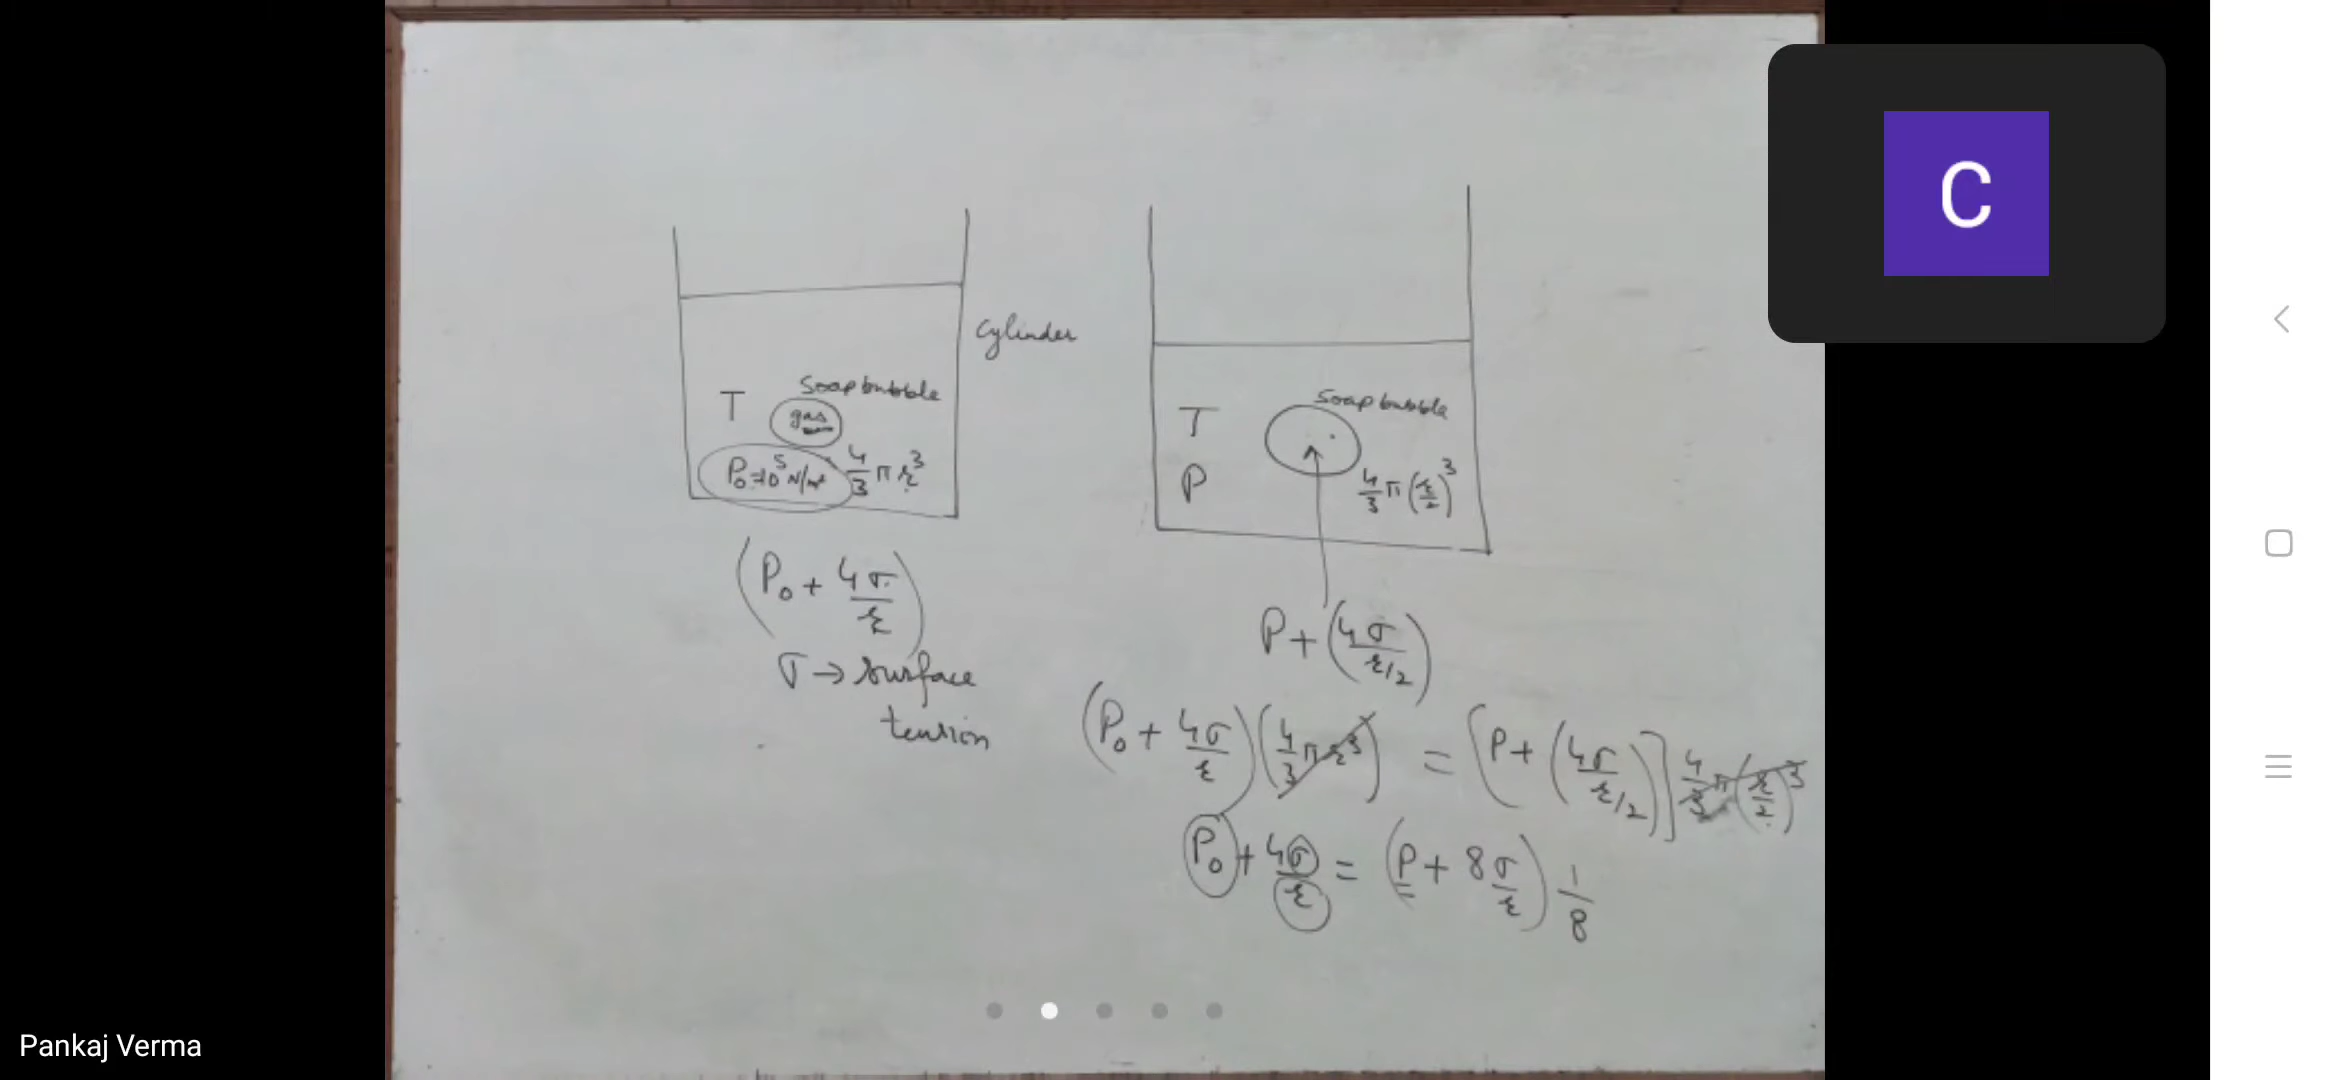 C
Cylinder
T
Soap bubble
gas
P₀=10⁵ N/m²
4/3 π r³
T
Soap bubble
P
4/3 π (r/2)³
(P₀ + 4σ/r)
σ → surface
tension
P + (4σ/r/2)
(P₀ + 4σ/r)(4/3 π r³) = [P + (4σ/r/2)] 4/3 π (r/2)³
P₀ + 4σ/r = (P + 8σ/r) 1/8
Pankaj Verma